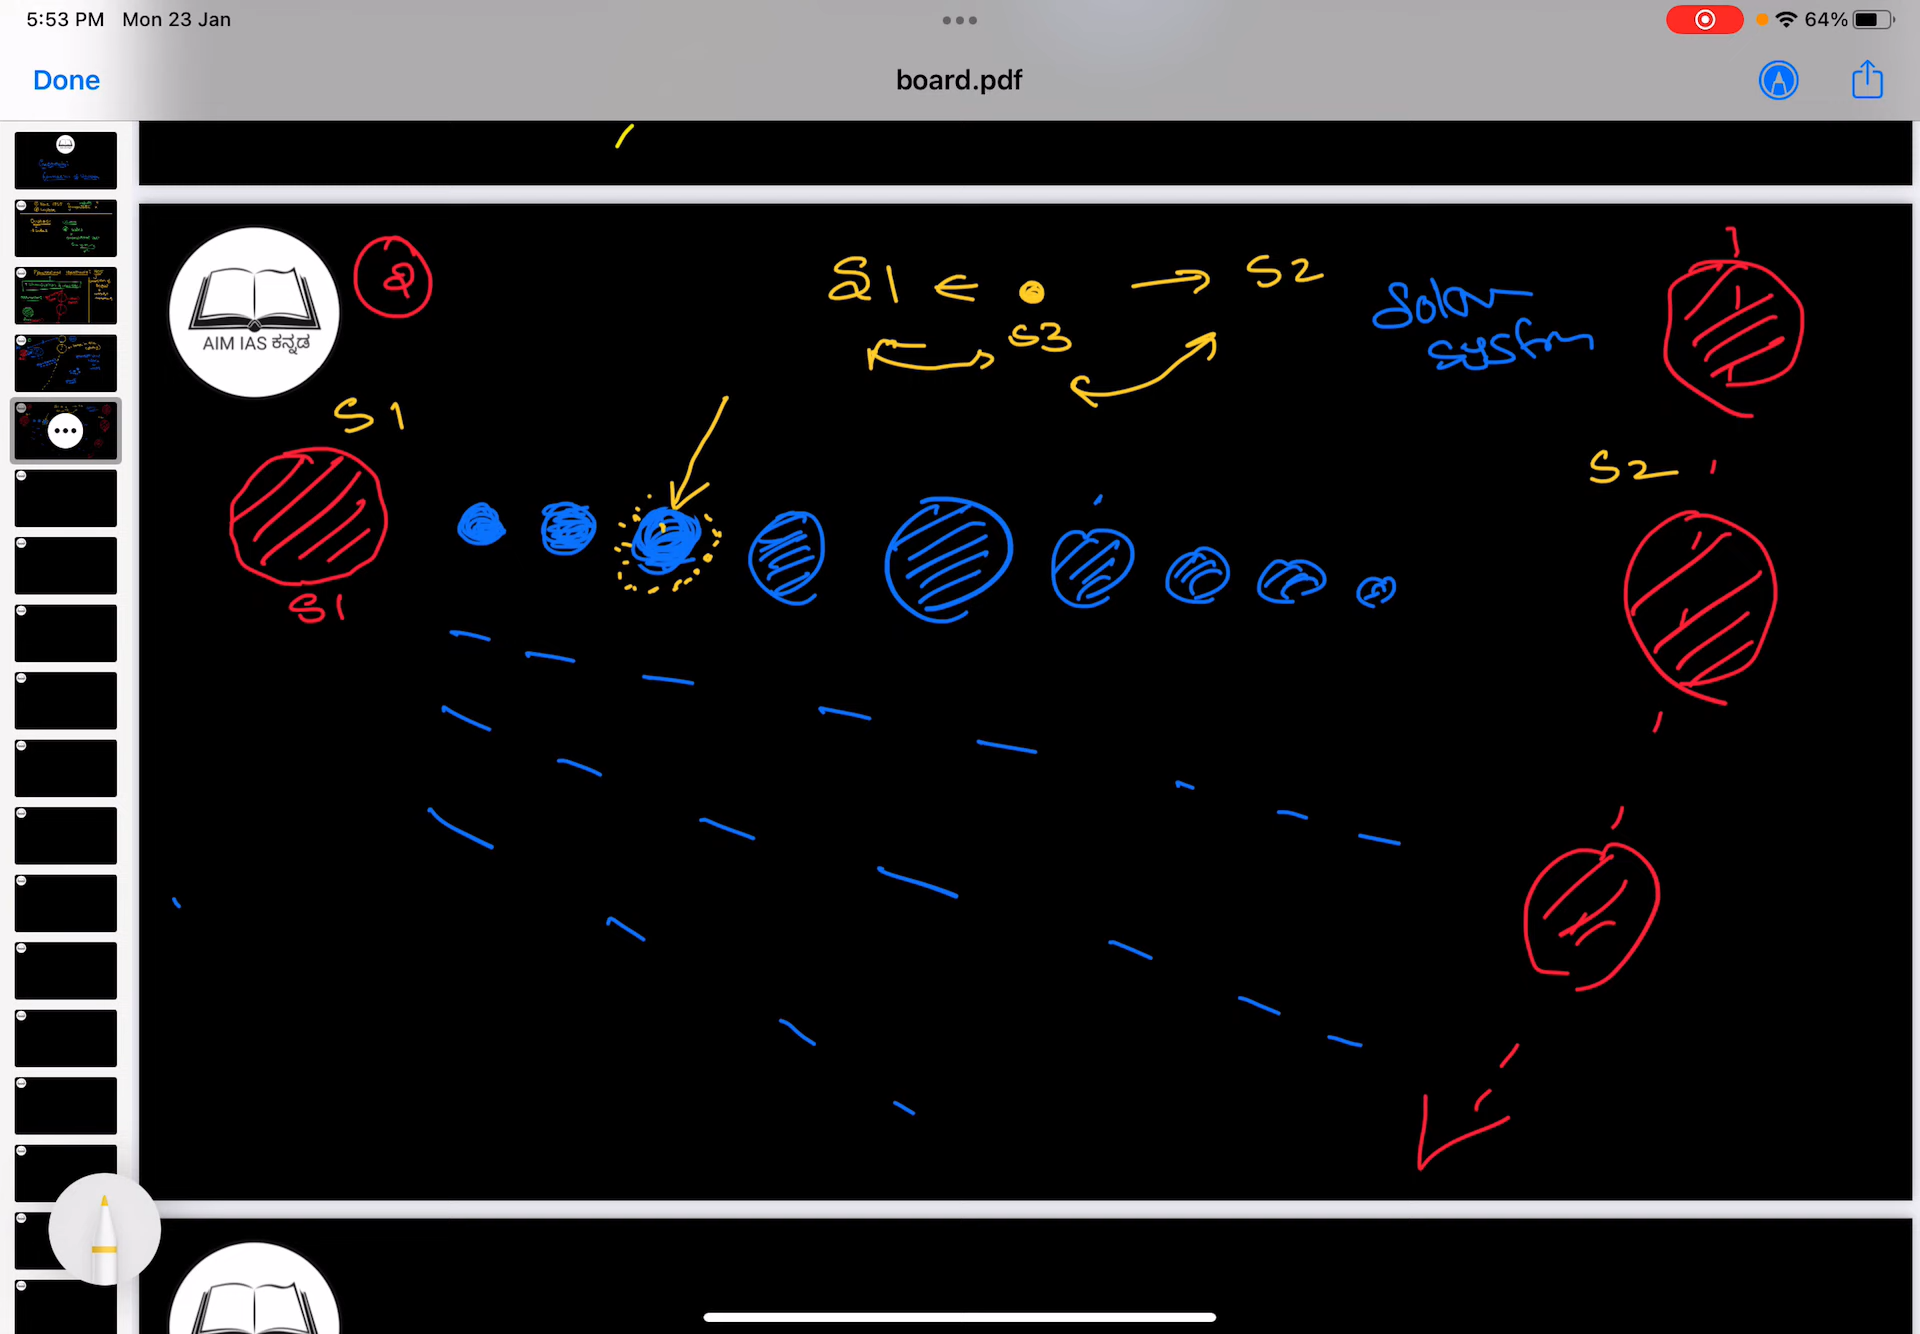 5:53 PM Mon 23 Jan
64%
Done
board.pdf
AIM IAS ಕನ್ನಡ
S1
S2
S3
Solar
system
S1
S1
S2